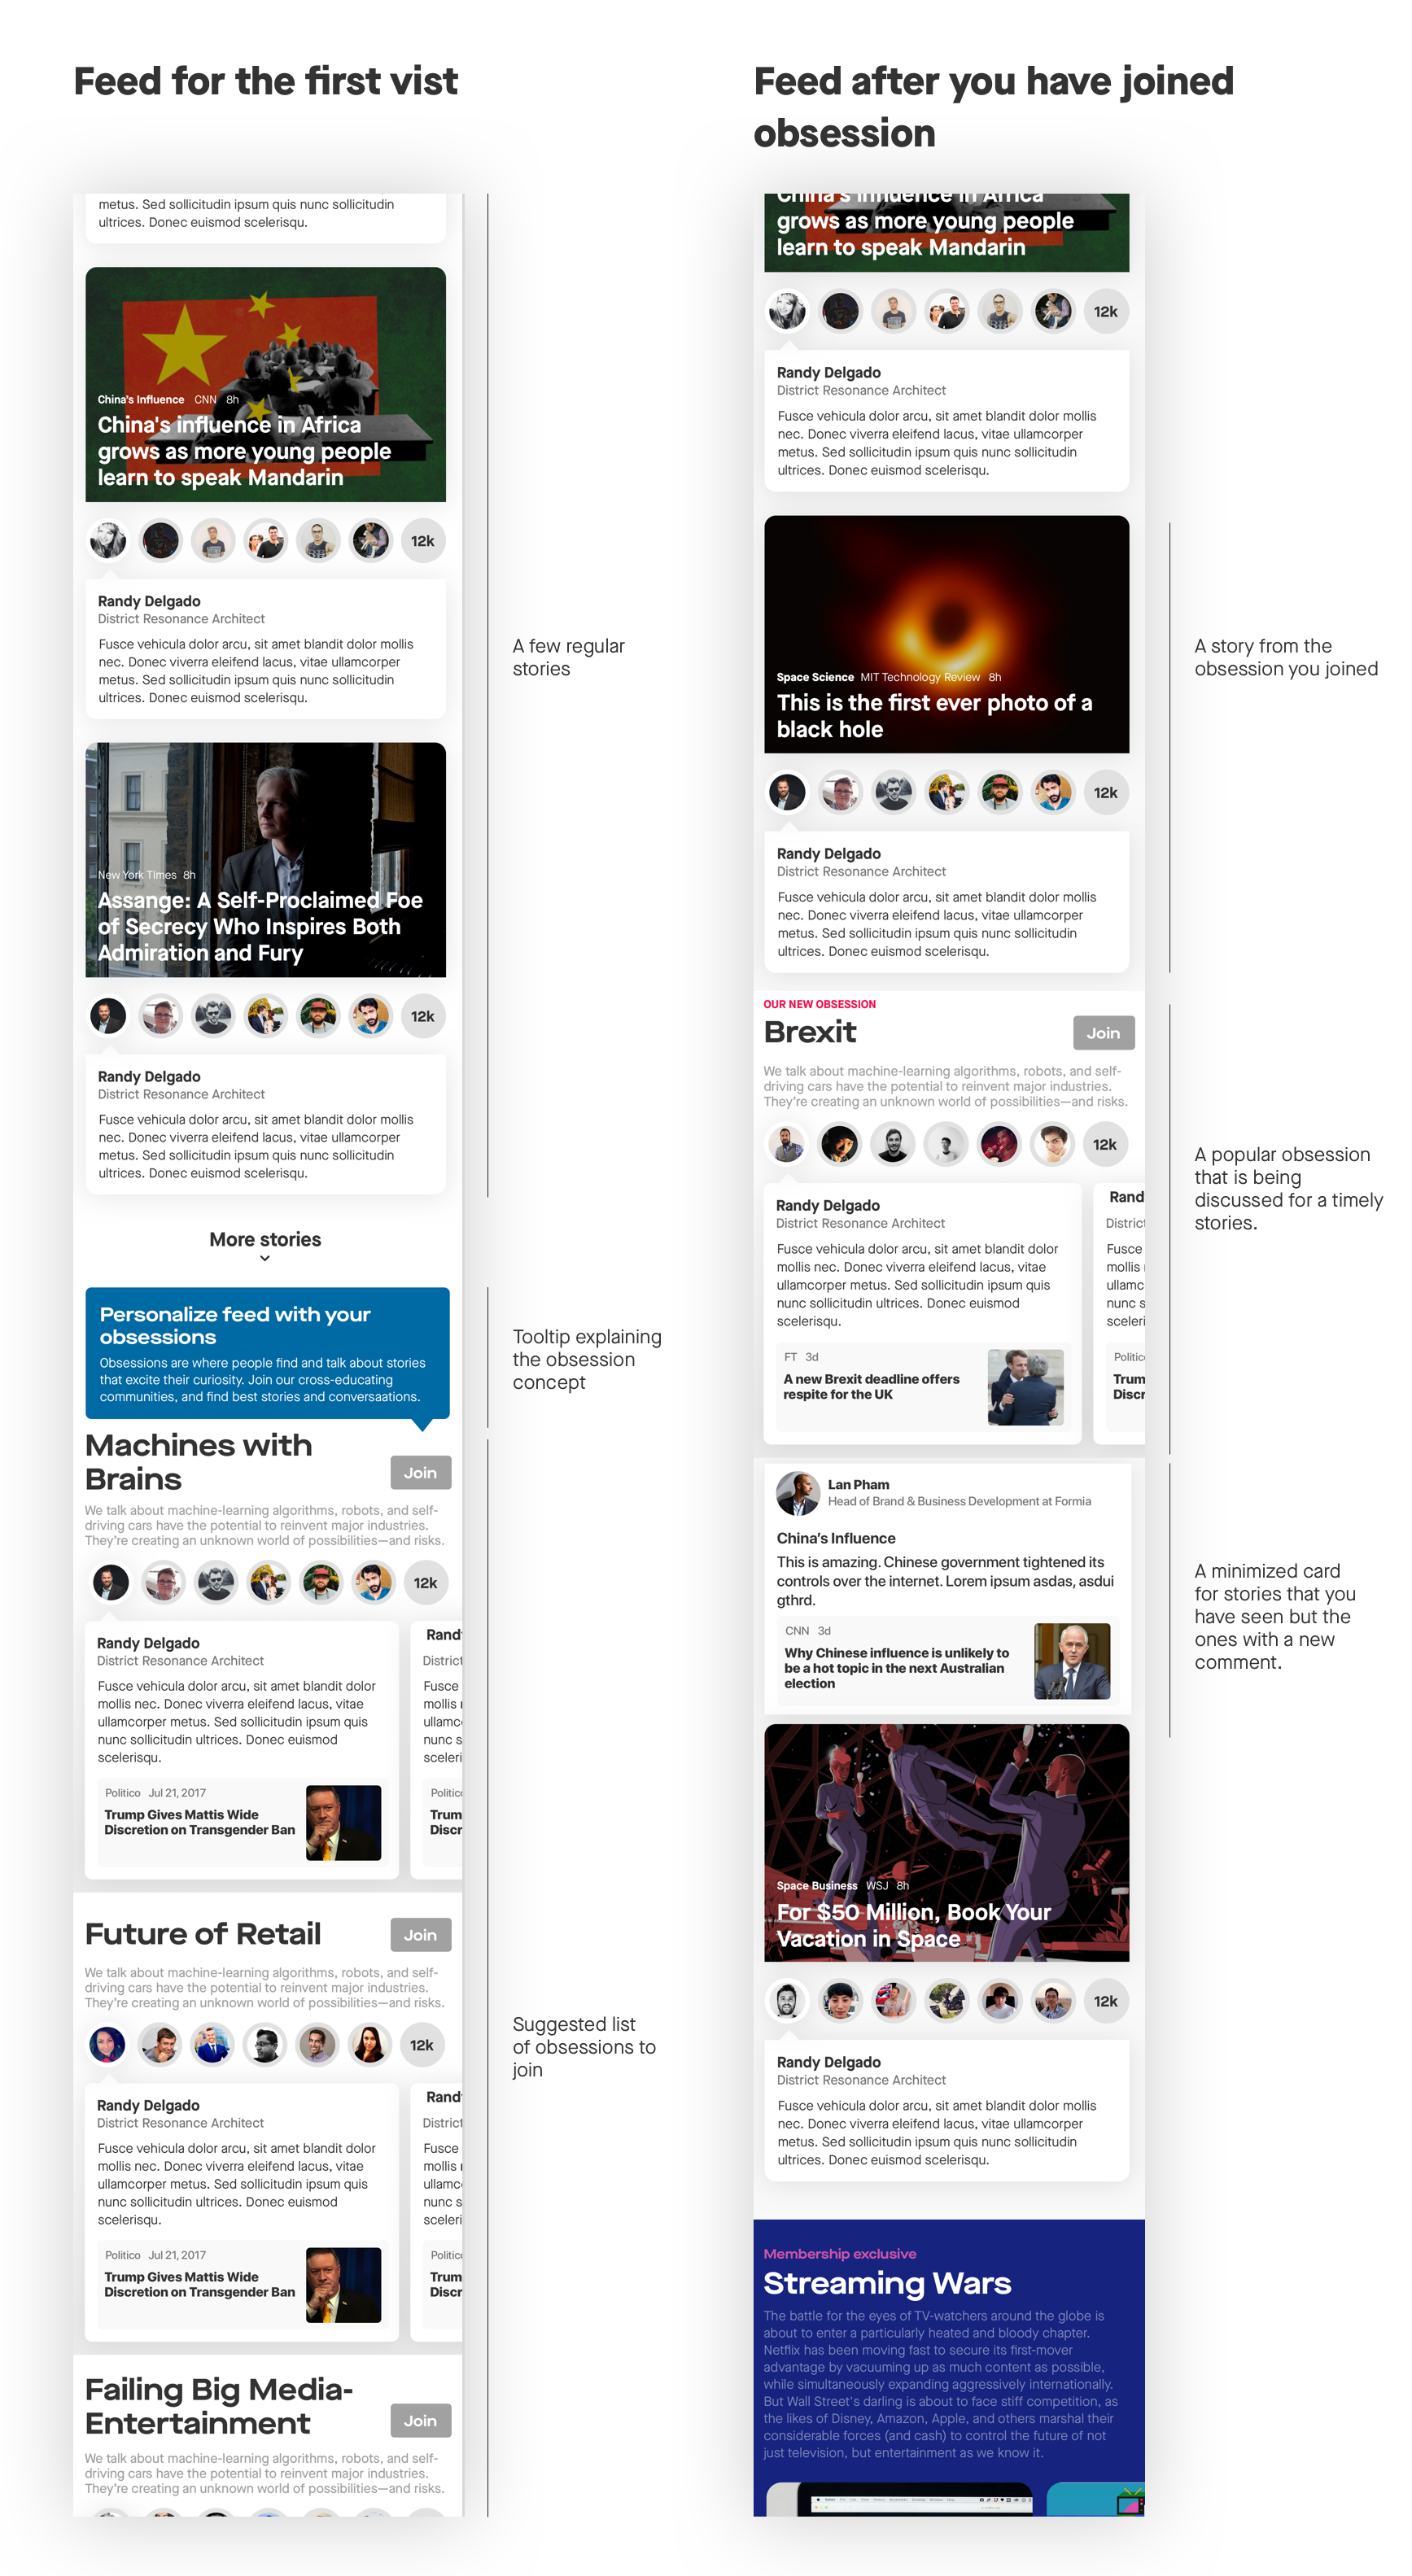 Feed for the first vist
metus. Sed sollicitudin ipsum quis nunc sollicitudin
ultrices. Donec euismod scelerisqu.
China's Influence CNN 8h
China's influence in Africa
grows as more young people
learn to speak Mandarin
12k
Randy Delgado
District Resonance Architect
Fusce vehicula dolor arcu, sit amet blandit dolor mollis
nec. Donec viverra eleifend lacus, vitae ullamcorper
metus. Sed sollicitudin ipsum quis nunc sollicitudin
ultrices. Donec euismod scelerisqu.
New York Times 8h
Assange: A Self-Proclaimed Foe
of Secrecy Who Inspires Both
Admiration and Fury
12k
Randy Delgado
District Resonance Architect
Fusce vehicula dolor arcu, sit amet blandit dolor mollis
nec. Donec viverra eleifend lacus, vitae ullamcorper
metus. Sed sollicitudin ipsum quis nunc sollicitudin
ultrices. Donec euismod scelerisqu.
A few regular
stories
More stories
Personalize feed with your
obsessions
Obsessions are where people find and talk about stories
that excite their curiosity. Join our cross-educating
communities, and find best stories and conversaations.
Tooltip explaining
the obsession
concept
Machines with
Brains
Join
We talk about machine-learning algorithms, robots, and self-
driving cars have the potential to reinvent major industries.
They're creating an unknown world of possibilities—and risks.
12k
Randy Delgado
District Resonance Architect
Fusce vehicula dolor arcu, sit amet blandit dolor
mollis nec. Donec viverra eleifend lacus, vitae
ullamcorper metus. Sed sollicitudin ipsum quis
nunc sollicitudin ultrices. Donec euismod
scelerisqu.
Politico Jul 21, 2017
Trump Gives Mattis Wide
Discretion on Transgender Ban
Rand
District
Fusce
mollis
ullamc
nunc s
sceleri
Politico
Trum
Discr
Future of Retail
Join
We talk about machine-learning algorithms, robots, and self-
driving cars have the potential to reinvent major industries.
They're creating an unknown world of possibilities—and risks.
12k
Randy Delgado
District Resonance Architect
Fusce vehicula dolor arcu, sit amet blandit dolor
mollis nec. Donec viverra eleifend lacus, vitae
ullamcorper metus. Sed sollicitudin ipsum quis
nunc sollicitudin ultrices. Donec euismod
scelerisqu.
Politico Jul 21, 2017
Trump Gives Mattis Wide
Discretion on Transgender Ban
Rand
District
Fusce
mollis
ullamc
nunc s
sceleri
Politico
Trum
Discr
Suggested list
of obsessions to
join
Failing Big Media-
Entertainment
Join
We talk about machine-learning algorithms, robots, and self-
driving cars have the potential to reinvent major industries.
They're creating an unknown world of possibilities—and risks.
Feed after you have joined
obsession
China's influence in Africa
grows as more young people
learn to speak Mandarin
12k
Randy Delgado
District Resonance Architect
Fusce vehicula dolor arcu, sit amet blandit dolor mollis
nec. Donec viverra eleifend lacus, vitae ullamcorper
metus. Sed sollicitudin ipsum quis nunc sollicitudin
ultrices. Donec euismod scelerisqu.
Space Science MIT Technology Review 8h
This is the first ever photo of a
black hole
12k
Randy Delgado
District Resonance Architect
Fusce vehicula dolor arcu, sit amet blandit dolor mollis
nec. Donec viverra eleifend lacus, vitae ullamcorper
metus. Sed sollicitudin ipsum quis nunc sollicitudin
ultrices. Donec euismod scelerisqu.
A story from the
obsession you joined
OUR NEW OBSESSION
Brexit
Join
We talk about machine-learning algorithms, robots, and self-
driving cars have the potential to reinvent major industries.
They're creating an unknown world of possibilities—and risks.
12k
Randy Delgado
District Resonance Architect
Fusce vehicula dolor arcu, sit amet blandit dolor
mollis nec. Donec viverra eleifend lacus, vitae
ullamcorper metus. Sed sollicitudin ipsum quis
nunc sollicitudin ultrices. Donec euismod
scelerisqu.
FT 3d
A new Brexit deadline offers
respite for the UK
Rand
District
Fusce
mollis
ullamc
nunc s
sceleri
Politico
Trum
Discr
A popular obsession
that is being
discussed for a timely
stories.
Lan Pham
Head of Brand & Business Development at Formia
China's Influence
This is amazing. Chinese government tightened its
controls over the internet. Lorem ipsum asdas, asdui
gthrd.
CNN 3d
Why Chinese influence is unlikely to
be a hot topic in the next Australian
election
A minimized card
for stories that you
have seen but the
ones with a new
comment.
Space Business WSJ 8h
For $50 Million, Book Your
Vacation in Space
12k
Randy Delgado
District Resonance Architect
Fusce vehicula dolor arcu, sit amet blandit dolor mollis
nec. Donec viverra eleifend lacus, vitae ullamcorper
metus. Sed sollicitudin ipsum quis nunc sollicitudin
ultrices. Donec euismod scelerisqu.
Membership exclusive
Streaming Wars
The battle for the eyes of TV-watchers around the globe is
about to enter a particularly heated and bloody chapter.
Netflix has been moving fast to secure its first-mover
advantage by vacuuming up as much content as possible,
while simultaneously expanding aggressively internationally.
But Wall Street's darling is about to face stiff competition, as
the likes of Disney, Amazon, Apple, and others marshal their
considerable forces (and cash) to control the future of not
just television, but entertainment as we know it.